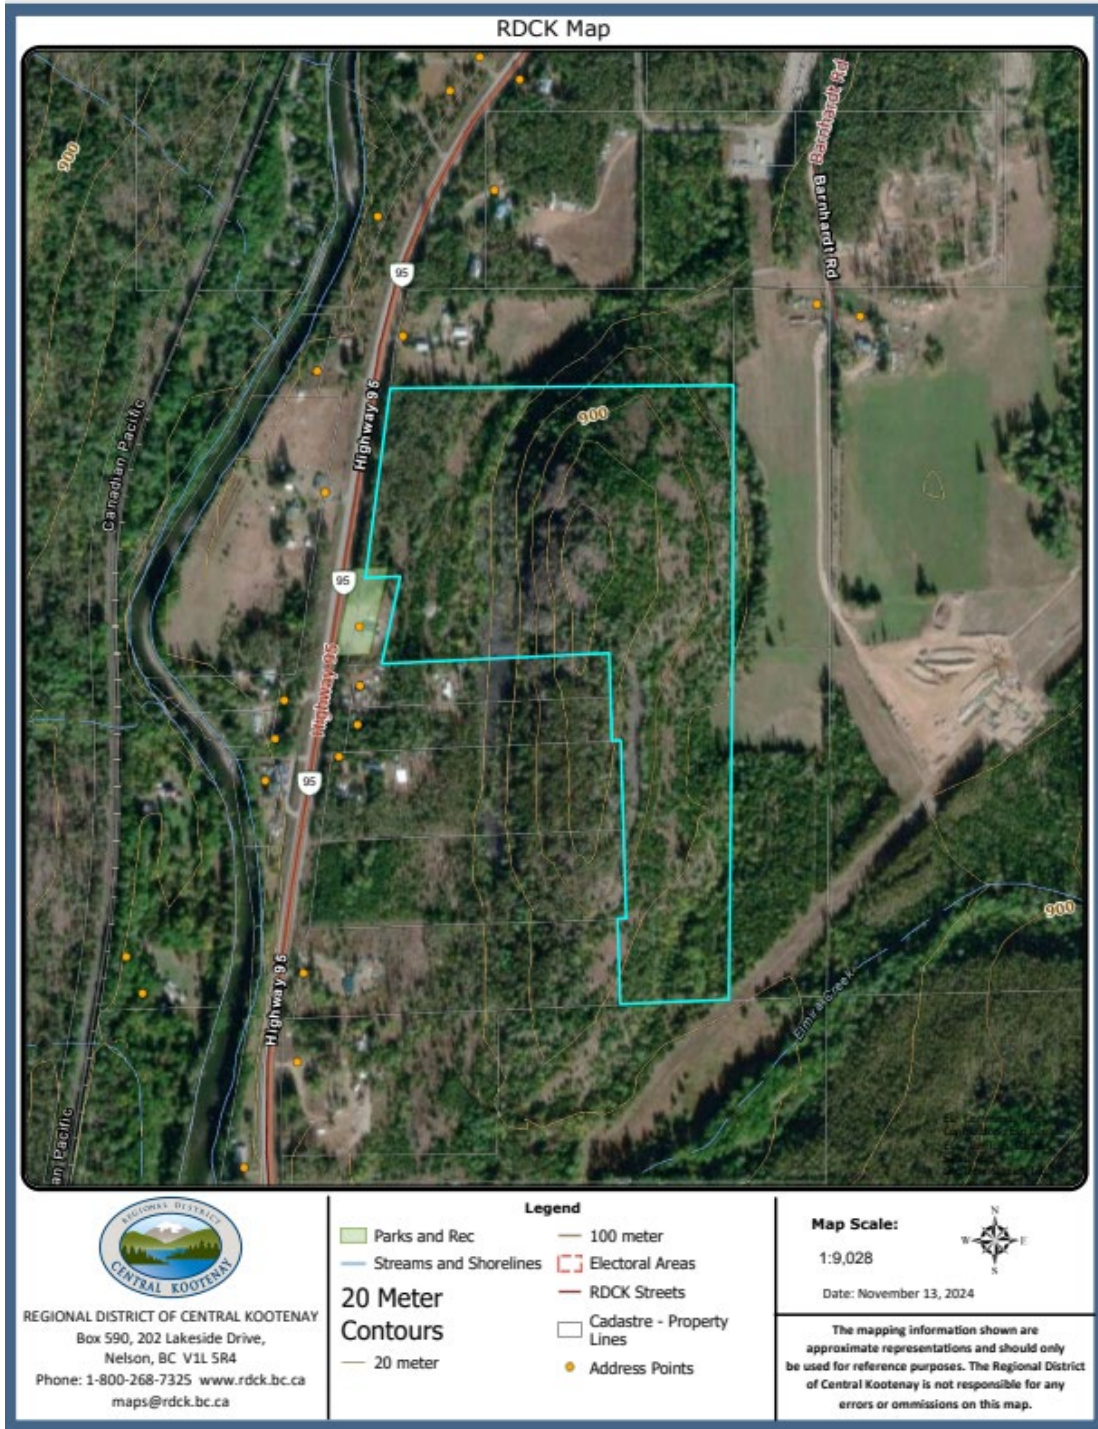 RDCK Map
Barnhardt Rd
Barnhardt Rd
900
95
Highway 95
900
Canadian Pacific
95
Highway 95
95
900
Highway 95
Elmira Creek
an Pacific
REGIONAL DISTRICT
CENTRAL KOOTENAY
REGIONAL DISTRICT OF CENTRAL KOOTENAY
Box 590, 202 Lakeside Drive,
Nelson, BC V1L 5R4
Phone: 1-800-268-7325 www.rdck.bc.ca
maps@rdck.bc.ca
Legend
Parks and Rec
Streams and Shorelines
20 Meter
Contours
20 meter
100 meter
Electoral Areas
RDCK Streets
Cadastre - Property
Lines
Address Points
Map Scale:
1:9,028
N
W E
S
Date: November 13, 2024
The mapping information shown are
approximate representations and should only
be used for reference purposes. The Regional District
of Central Kootenay is not responsible for any
errors or ommissions on this map.